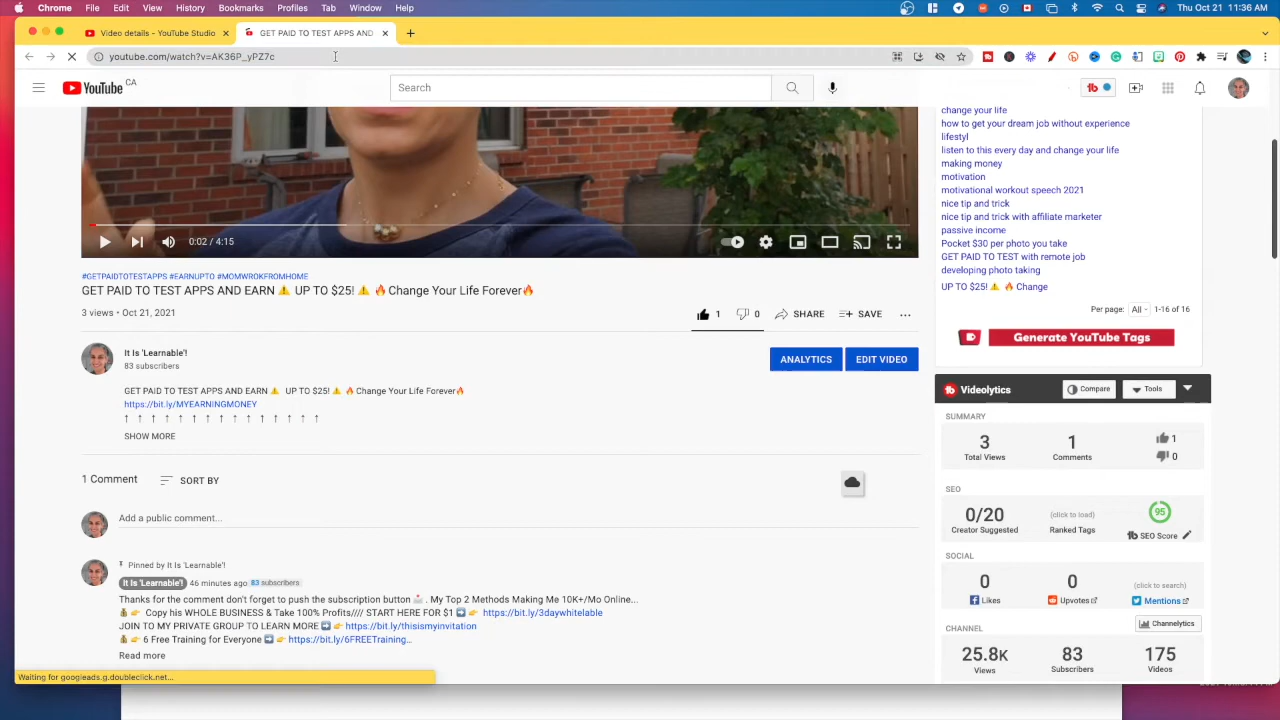 Chrome File Edit View History Bookmarks Profiles Tab Window Help Thu Oct 21 11:36 AM
Video details - YouTube Studio GET PAID TO TEST APPS AND
youtube.com/watch?v=AK36P_yPZ7c
YouTube CA
Search
change your life
how to get your dream job without experience
lifestyl
listen to this every day and change your life
making money
motivation
motivational workout speech 2021
nice tip and trick
nice tip and trick with affiliate marketer
passive income
Pocket $30 per photo you take
GET PAID TO TEST with remote job
developing photo taking
UP TO $25! ⚠️ 🔥 Change
Per page: All 1-16 of 16
Generate YouTube Tags
0:02 / 4:15
#GETPAIDTOTESTAPPS #EARNUPTO #MOMWROKFROMHOME
GET PAID TO TEST APPS AND EARN ⚠️ UP TO $25! ⚠️ 🔥Change Your Life Forever🔥
3 views • Oct 21, 2021
1 0 SHARE SAVE ...
It Is 'Learnable'!
83 subscribers
ANALYTICS EDIT VIDEO
GET PAID TO TEST APPS AND EARN ⚠️ UP TO $25! ⚠️ 🔥Change Your Life Forever🔥
https://bit.ly/MYEARNINGMONEY
↑ ↑ ↑ ↑ ↑ ↑ ↑ ↑ ↑ ↑ ↑ ↑ ↑ ↑ ↑
SHOW MORE
1 Comment SORT BY
Add a public comment...
Pinned by It Is 'Learnable'!
It Is 'Learnable'! 46 minutes ago 83 subscribers
Thanks for the comment don't forget to push the subscription button 📩 . My Top 2 Methods Making Me 10K+/Mo Online...
💰 👉 Copy his WHOLE BUSINESS & Take 100% Profits//// START HERE FOR $1 ➡️ 👉 https://bit.ly/3daywhitelable
JOIN TO MY PRIVATE GROUP TO LEARN MORE ➡️ 👉 https://bit.ly/thisismyinvitation
💰 👉 6 Free Training for Everyone ➡️ 👉 https://bit.ly/6FREETraining...
Read more
Videolytics Compare Tools
SUMMARY
3 1 1
Total Views Comments 0
SEO
0/20 (click to load) 95
Creator Suggested Ranked Tags tb SEO Score
SOCIAL
0 0 (click to search)
Likes Upvotes Mentions
CHANNEL Channelytics
25.8K 83 175
Views Subscribers Videos
Waiting for googleads.g.doubleclick.net...